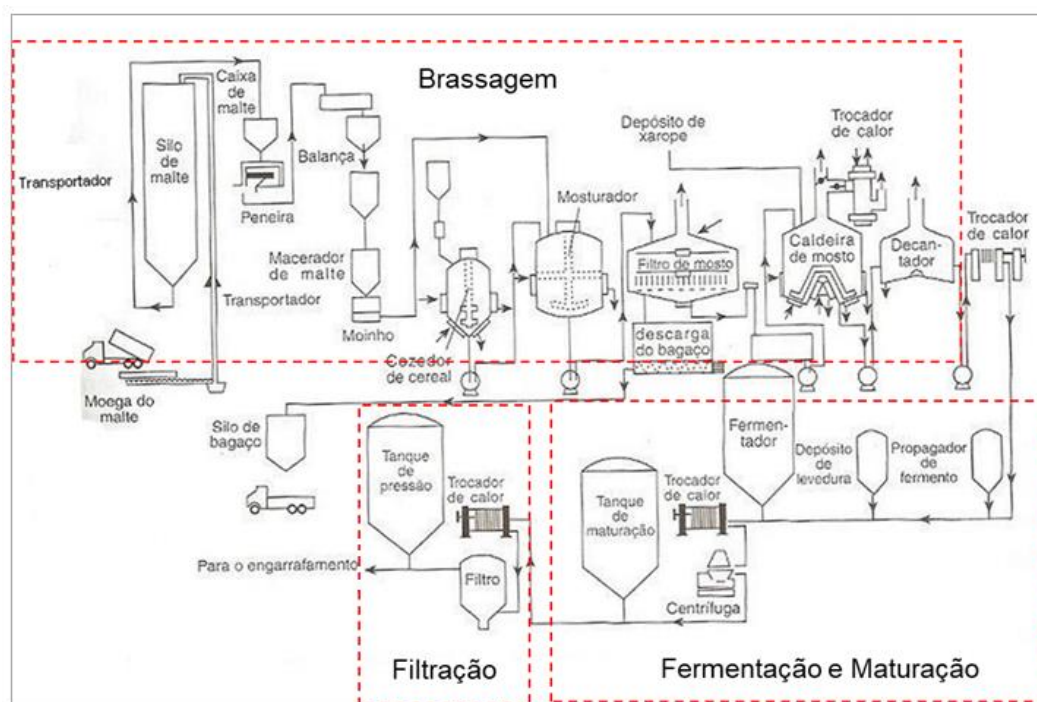 Brassagem
Caixa
de
malte
Transportador
Silo
de
malte
Peneira
Balança
Macerador
de malte
Moinho
Transportador
Moega do
malte
Cozedor
de cereal
Mosturador
Depósito de
xarope
Filtro de mosto
descarga
do bagaço
Trocador
de calor
Caldeira
de mosto
Decan-
tador
Trocador
de calor
Silo de
bagaço
Tanque
de
pressão
Trocador
de calor
Para o engarrafamento
Filtro
Filtração
Fermen-
tador
Depósito
de
levedura
Propagador
de
fermento
Tanque
de
maturação
Trocador
de calor
Centrífuga
Fermentação e Maturação